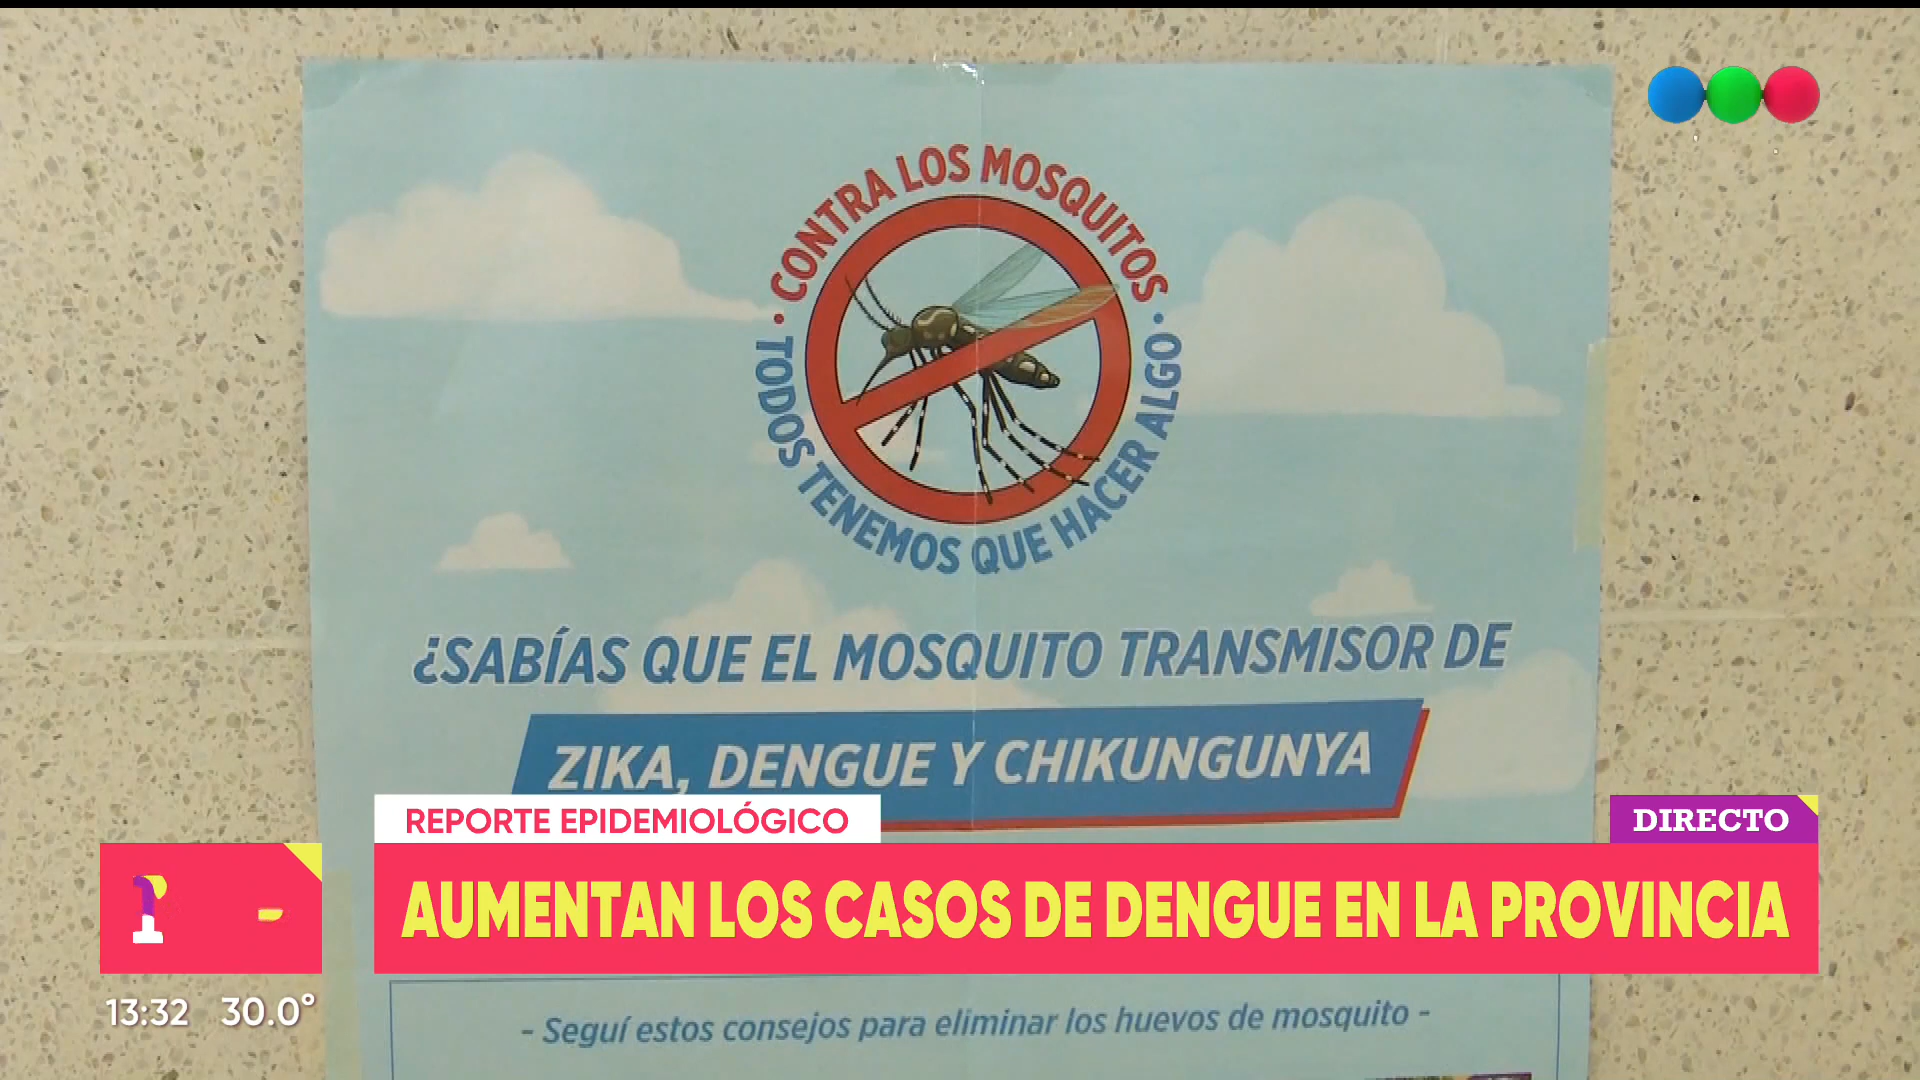 CONTRA LOS MOSQUITOS
TODOS TENEMOS QUE HACER ALGO
¿SABÍAS QUE EL MOSQUITO TRANSMISOR DE
ZIKA, DENGUE Y CHIKUNGUNYA
REPORTE EPIDEMIOLÓGICO
DIRECTO
AUMENTAN LOS CASOS DE DENGUE EN LA PROVINCIA
13:32 30.0°
- Seguí estos consejos para eliminar los huevos de mosquito -